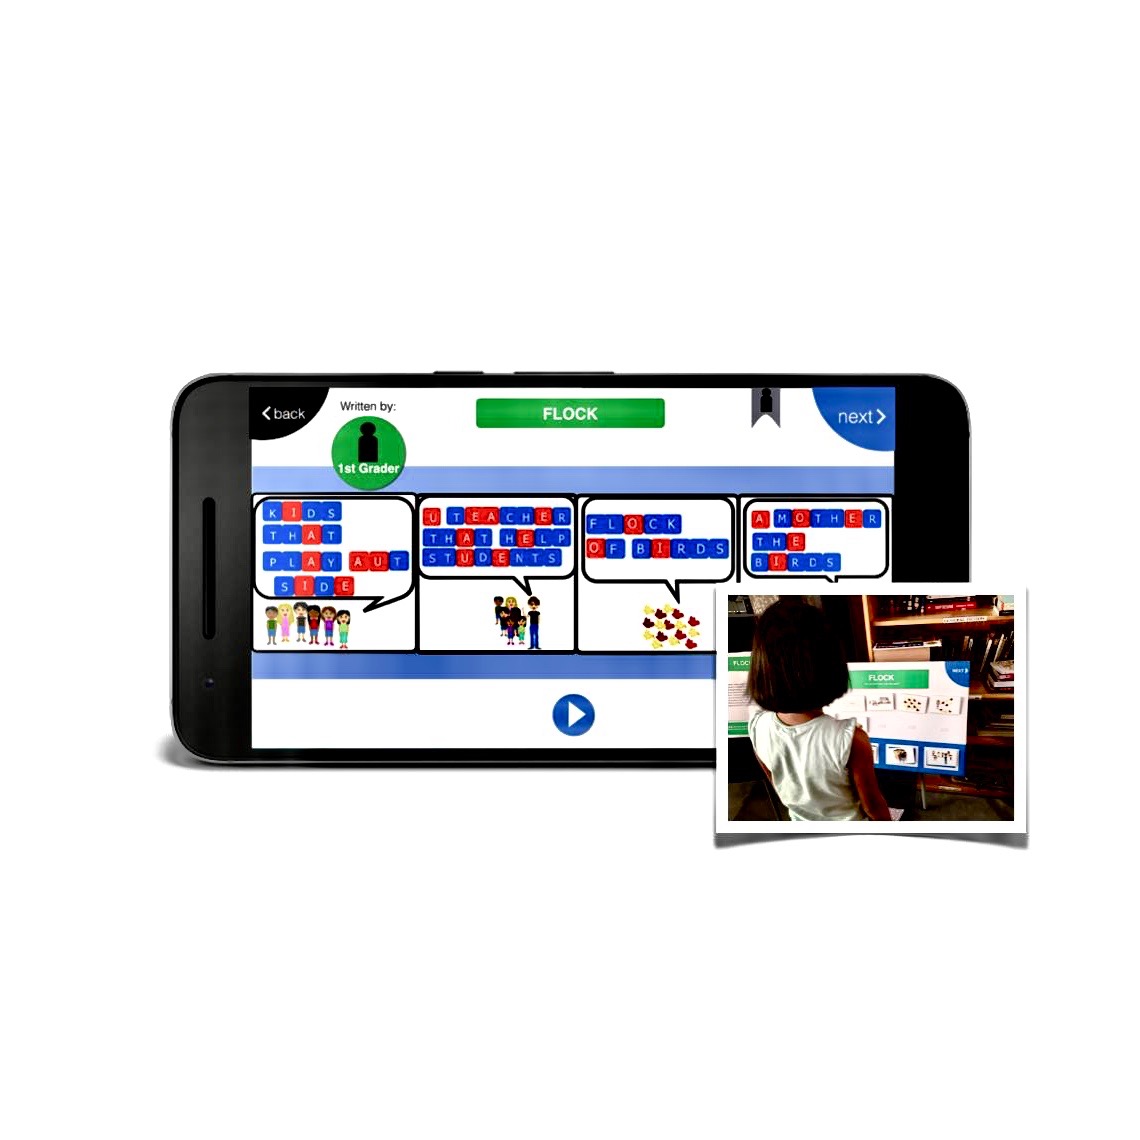 back
Written by:
1st Grader
FLOCK
next
KIDS
THAT
PLAY AUT
SIDE
U TEACHER
THAT HELP
STUDENTS
FLOCK
OF BIRDS
A MOTHER
THE
BIRDS
FLOCK
NEXT